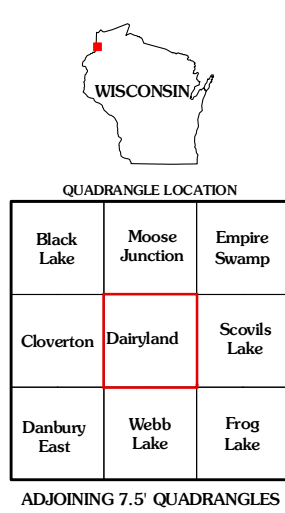 WISCONSIN
QUADRANGLE LOCATION
Black
Lake
Moose
Junction
Empire
Swamp
Cloverton
Dairyland
Scovils
Lake
Danbury
East
Webb
Lake
Frog
Lake
ADJOINING 7.5' QUADRANGLES